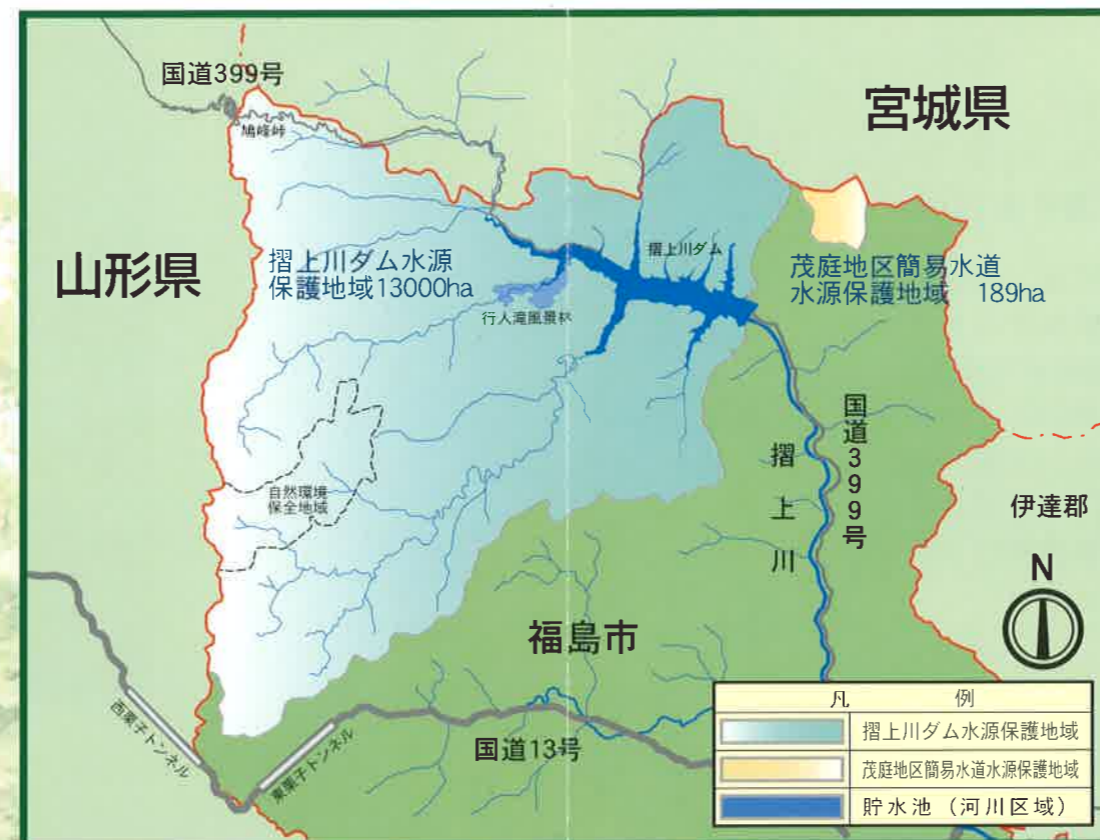 国道399号
鳩峰峠
宮城県
山形県
摺上川ダム水源
保護地域13000ha
摺上川ダム
茂庭地区簡易水道
水源保護地域 189ha
行人滝風景林
国道399号
摺上川
自然環境
保全地域
伊達郡
N
福島市
西栗子トンネル
東栗子トンネル
国道13号
凡例
摺上川ダム水源保護地域
茂庭地区簡易水道水源保護地域
貯水池（河川区域）